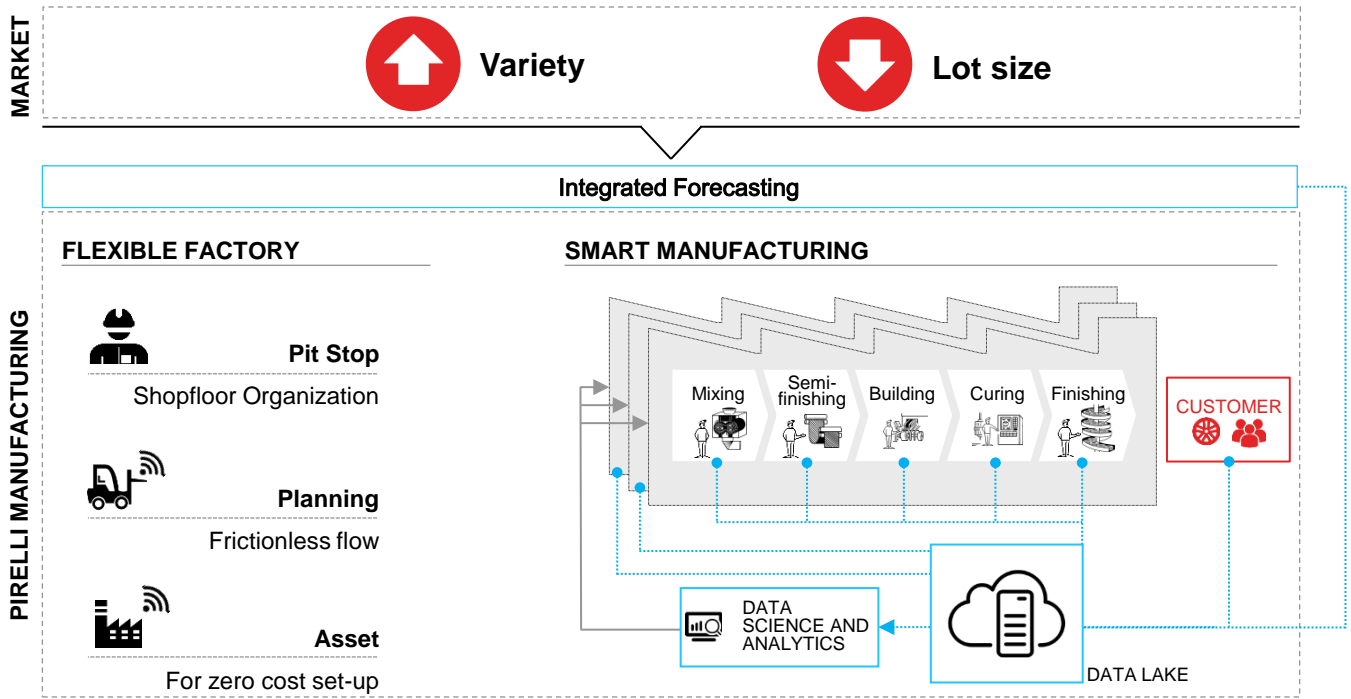 MARKET
Variety
Lot size
Integrated Forecasting
PIRELLI MANUFACTURING
FLEXIBLE FACTORY
Pit Stop
Shopfloor Organization
Planning
Frictionless flow
Asset
For zero cost set-up
SMART MANUFACTURING
Mixing
Semi-
finishing
Building
Curing
Finishing
CUSTOMER
DATA
SCIENCE AND
ANALYTICS
DATA LAKE